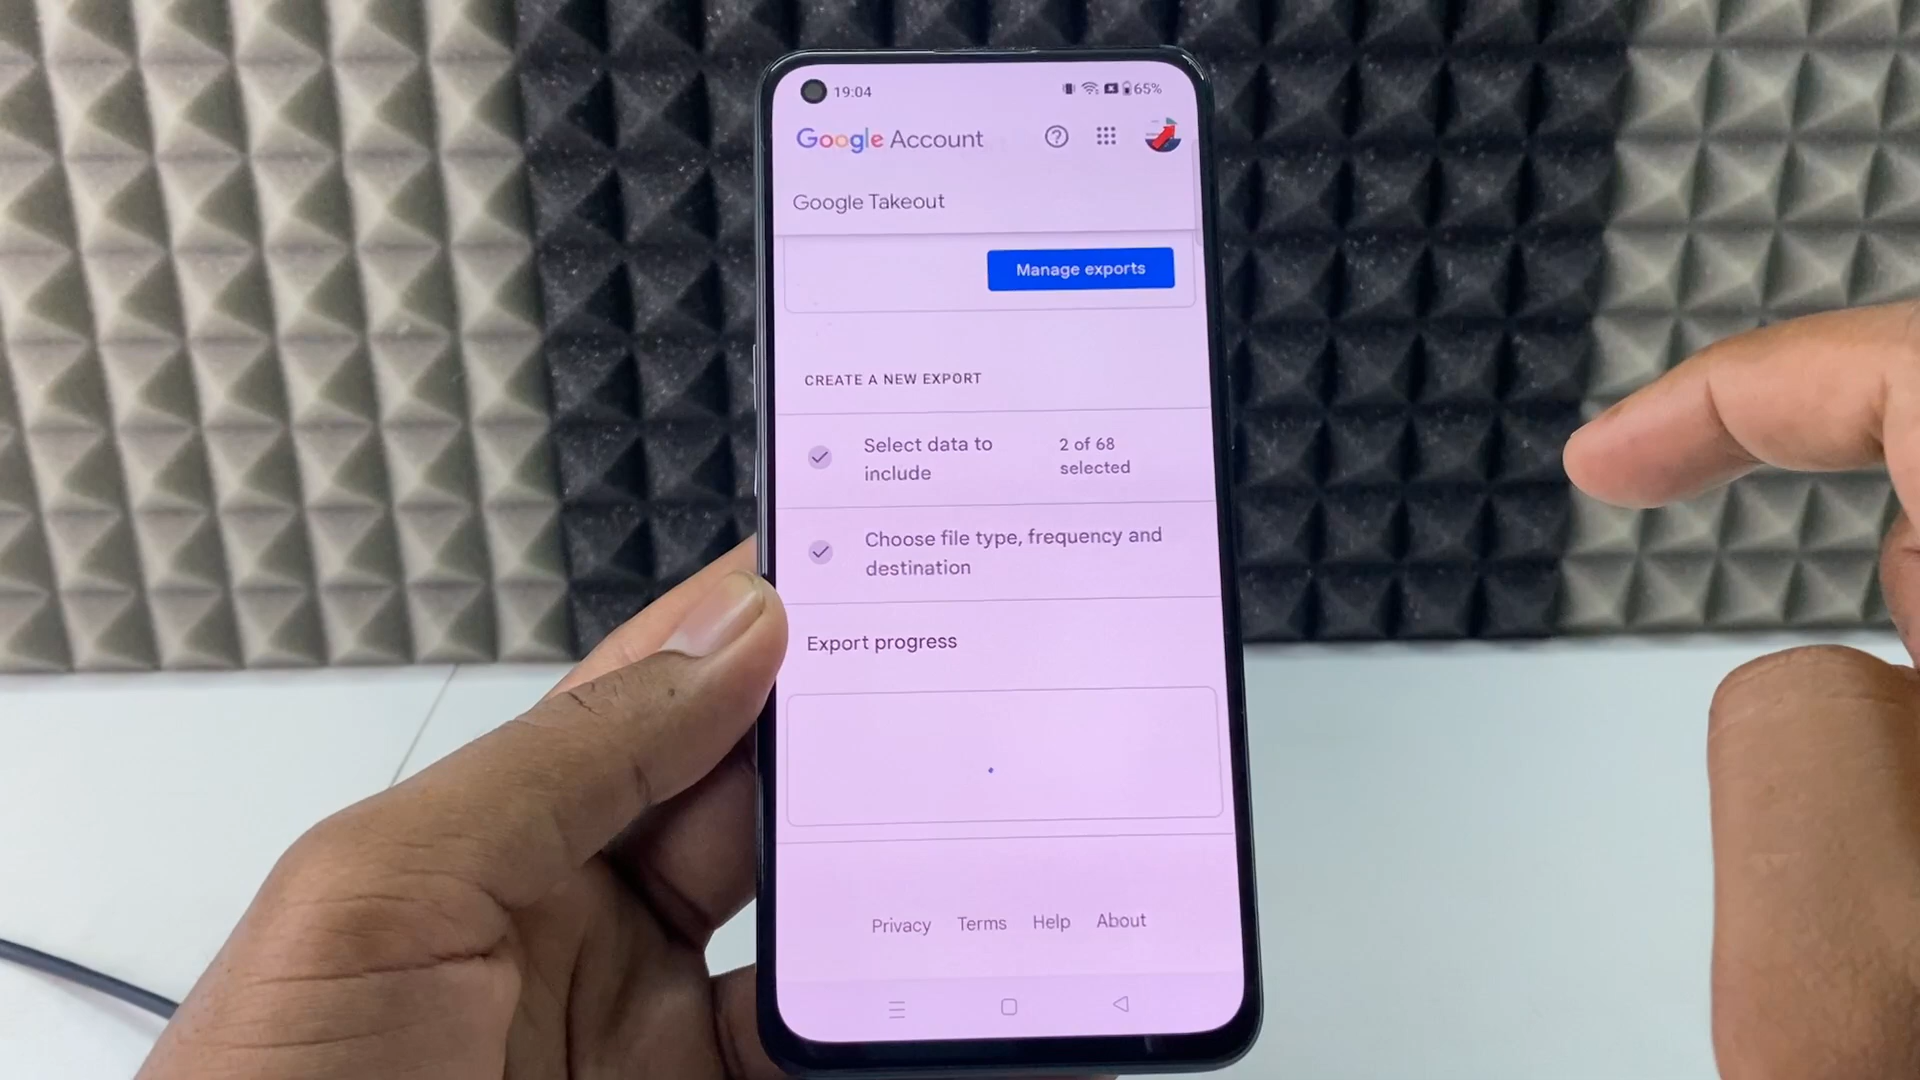 19:04
65%
Google Account
Google Takeout
Manage exports
CREATE A NEW EXPORT
Select data to
include
2 of 68
selected
Choose file type, frequency and
destination
Export progress
Privacy Terms Help About